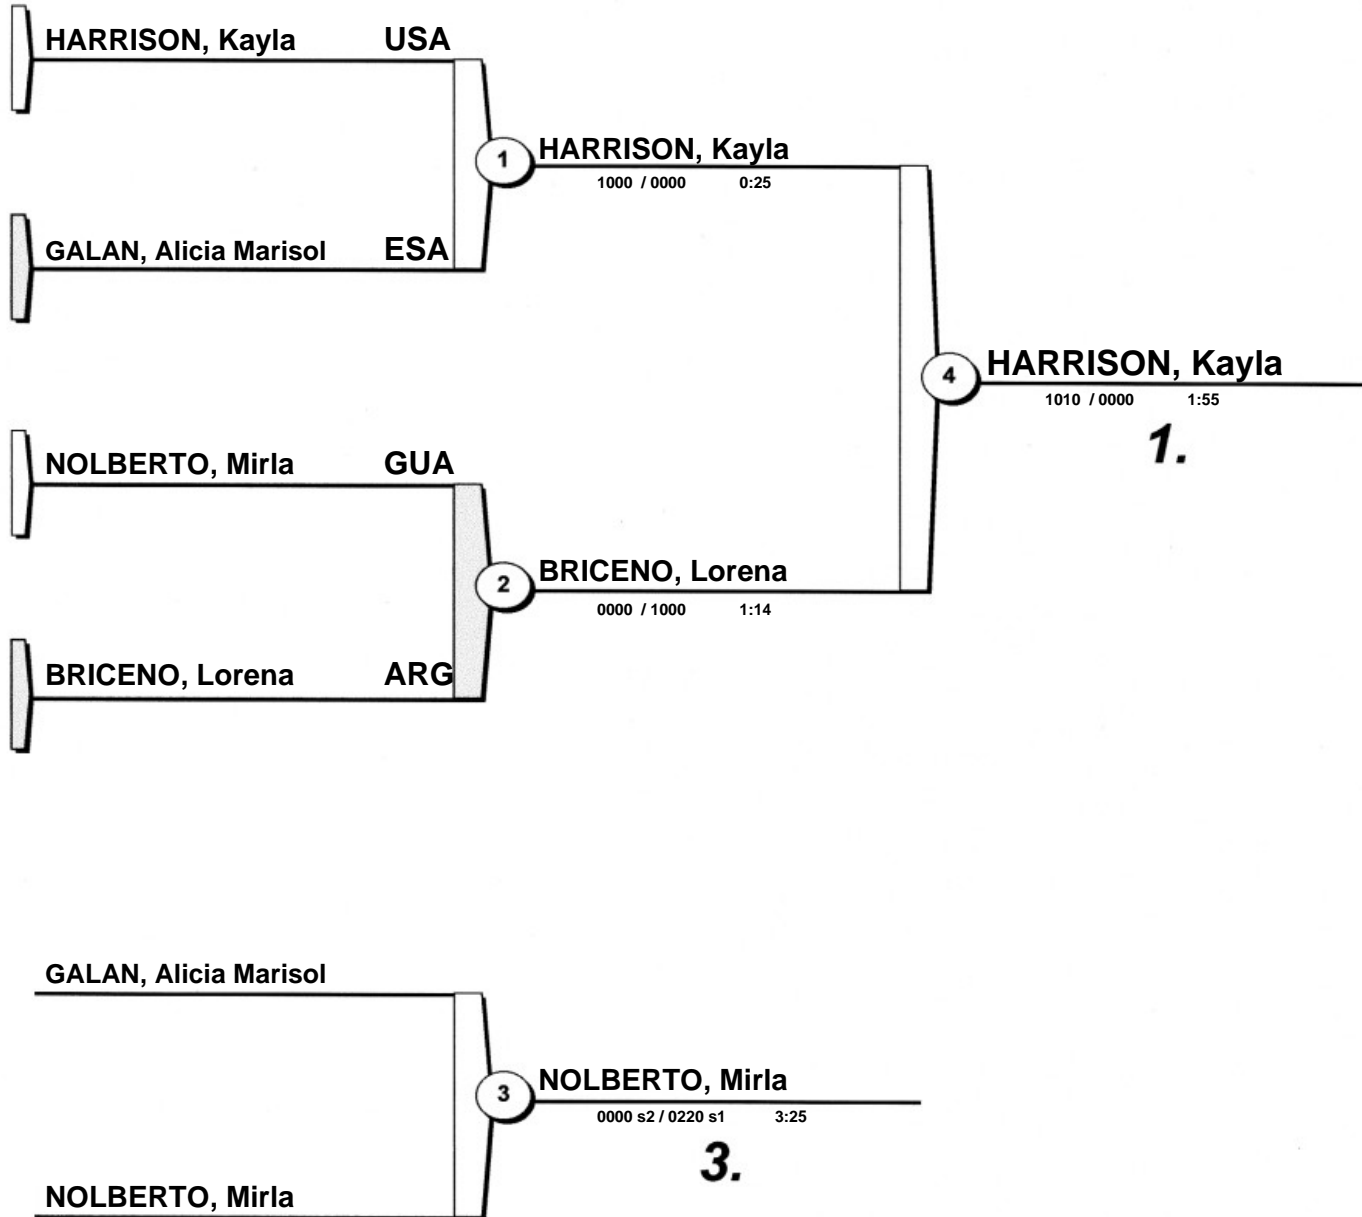 HARRISON, Kayla USA
1 HARRISON, Kayla
1000 / 0000 0:25
GALAN, Alicia Marisol ESA
4 HARRISON, Kayla
1010 / 0000 1:55
1.
NOLBERTO, Mirla GUA
2 BRICENO, Lorena
0000 / 1000 1:14
BRICENO, Lorena ARG
GALAN, Alicia Marisol
3 NOLBERTO, Mirla
0000 s2 / 0220 s1 3:25
3.
NOLBERTO, Mirla